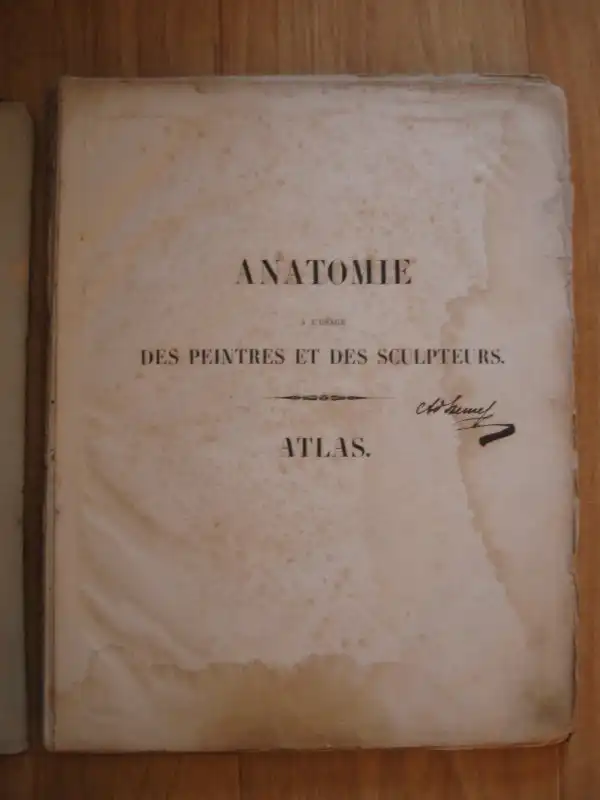 ANATOMIE
A L'USAGE
DES PEINTRES ET DES SCULPTEURS.
ATLAS.